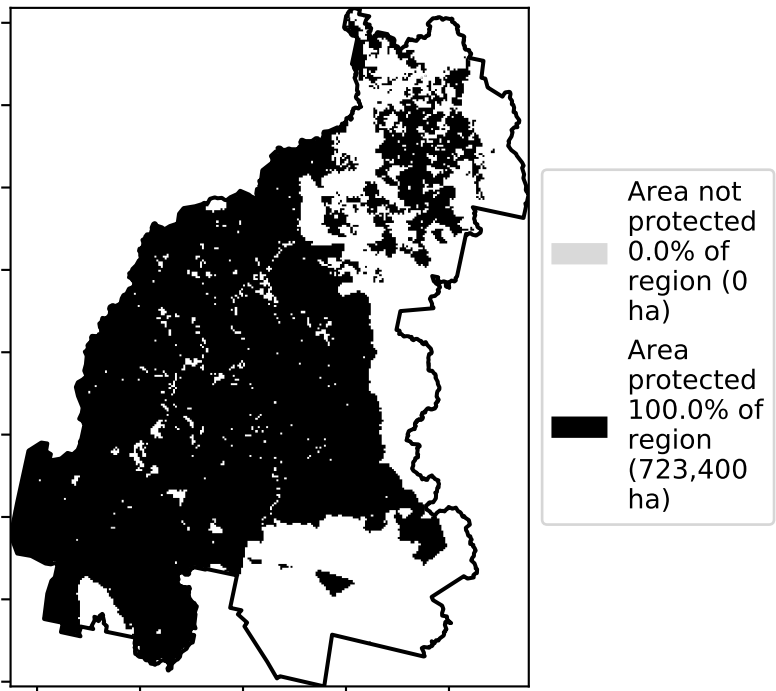 Area not
protected
0.0% of
region (0
ha)
Area
protected
100.0% of
region
(723,400
ha)